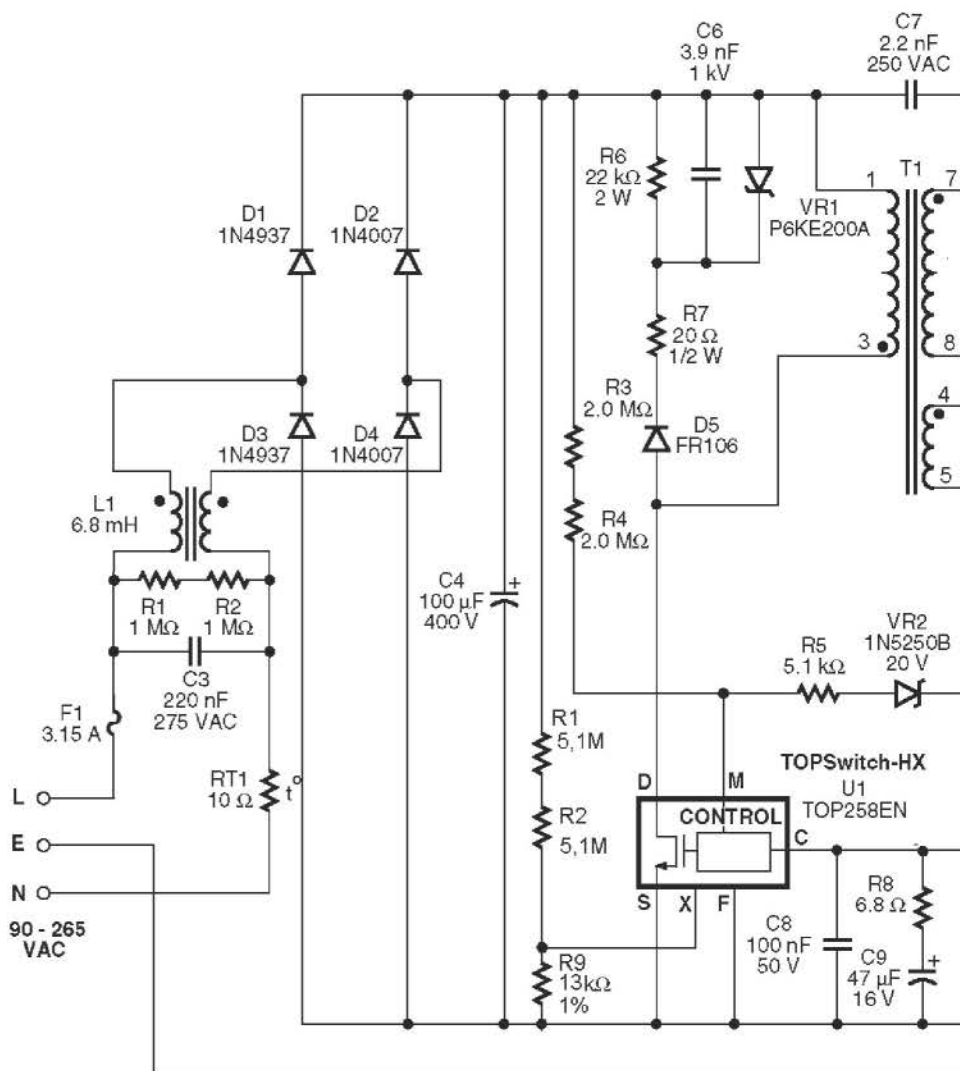 C6
3.9 nF
1 kV
C7
2.2 nF
250 VAC
R6
22 kΩ
2 W
VR1
P6KE200A
T1
1
7
D1
1N4937
D2
1N4007
R7
20 Ω
1/2 W
3
8
R3
2.0 MΩ
4
D3
1N4937
D4
1N4007
D5
FR106
5
L1
6.8 mH
R4
2.0 MΩ
R1
1 MΩ
R2
1 MΩ
C4
100 µF
400 V
+
C3
220 nF
275 VAC
R5
5.1 kΩ
VR2
1N5250B
20 V
F1
3.15 A
R1
5,1M
RT1
10 Ω
t°
TOPSwitch-HX
U1
TOP258EN
L
D
M
R2
5,1M
CONTROL
C
E
N
90 - 265
VAC
S
X
F
R8
6.8 Ω
C8
100 nF
50 V
C9
47 µF
16 V
+
R9
13kΩ
1%